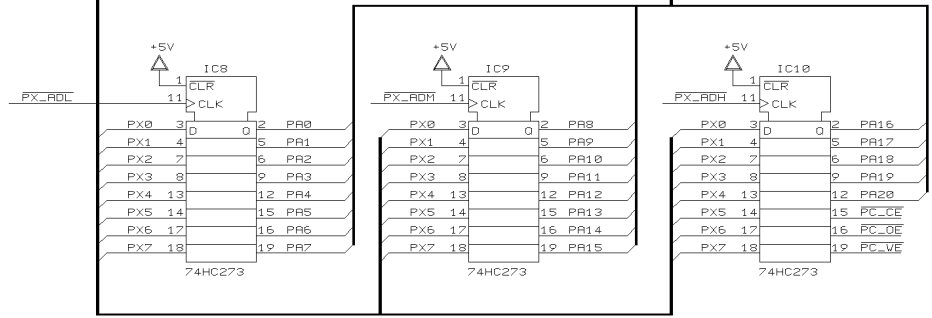 +5V +5V +5V
IC8 IC9 IC10
1 CLR 1 CLR 1 CLR
PX_ADL 11 CLK PX_ADM 11 CLK PX_ADH 11 CLK
PX0 3 D Q 2 PA0 PX0 3 D Q 2 PA8 PX0 3 D Q 2 PA16
PX1 4 5 PA1 PX1 4 5 PA9 PX1 4 5 PA17
PX2 7 6 PA2 PX2 7 6 PA10 PX2 7 6 PA18
PX3 8 9 PA3 PX3 8 9 PA11 PX3 8 9 PA19
PX4 13 12 PA4 PX4 13 12 PA12 PX4 13 12 PA20
PX5 14 15 PA5 PX5 14 15 PA13 PX5 14 15 PC_CE
PX6 17 16 PA6 PX6 17 16 PA14 PX6 17 16 PC_OE
PX7 18 19 PA7 PX7 18 19 PA15 PX7 18 19 PC_WE
74HC273 74HC273 74HC273